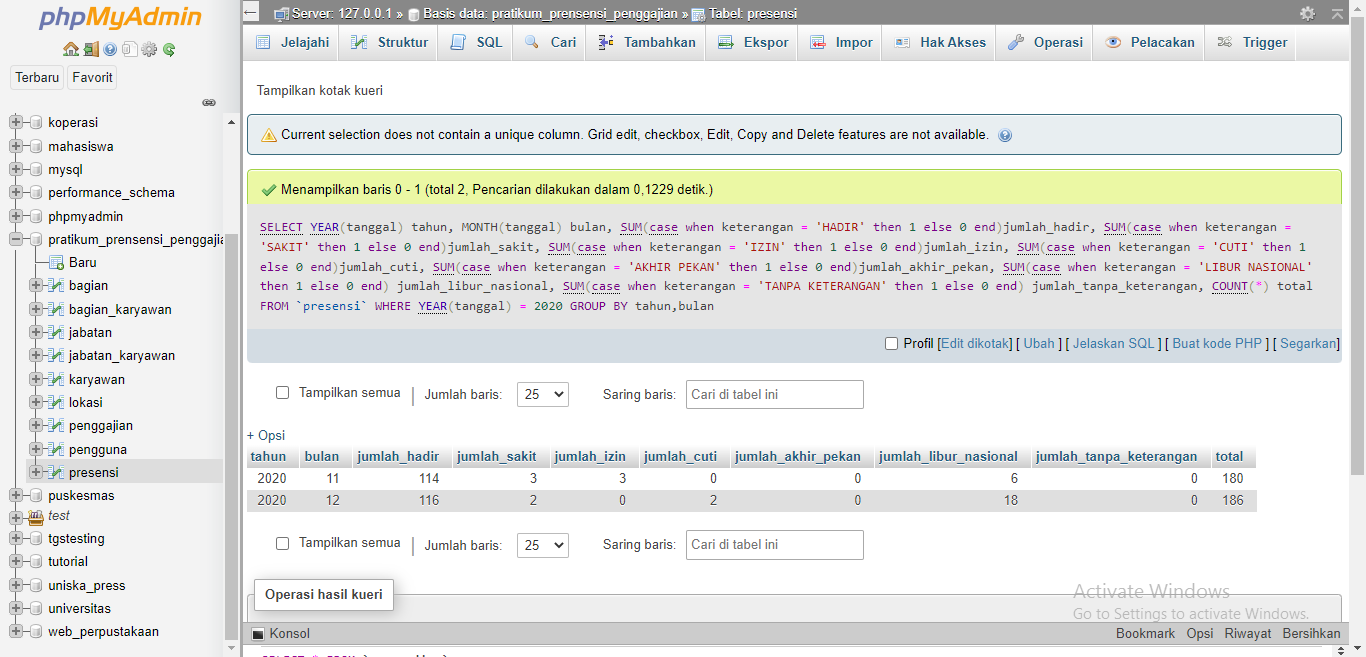 phpMyAdmin
Terbaru Favorit
koperasi
mahasiswa
mysql
performance_schema
phpmyadmin
pratikum_prensensi_penggajia
Baru
bagian
bagian_karyawan
jabatan
jabatan_karyawan
karyawan
lokasi
penggajian
pengguna
presensi
puskesmas
test
tgstesting
tutorial
uniska_press
universitas
web_perpustakaan
Server: 127.0.0.1 » Basis data: pratikum_prensensi_penggajian » Tabel: presensi
Jelajahi Struktur SQL Cari Tambahkan Ekspor Impor Hak Akses Operasi Pelacakan Trigger
Tampilkan kotak kueri
Current selection does not contain a unique column. Grid edit, checkbox, Edit, Copy and Delete features are not available.
Menampilkan baris 0 - 1 (total 2, Pencarian dilakukan dalam 0,1229 detik.)
SELECT YEAR(tanggal) tahun, MONTH(tanggal) bulan, SUM(case when keterangan = 'HADIR' then 1 else 0 end)jumlah_hadir, SUM(case when keterangan =
'SAKIT' then 1 else 0 end)jumlah_sakit, SUM(case when keterangan = 'IZIN' then 1 else 0 end)jumlah_izin, SUM(case when keterangan = 'CUTI' then 1
else 0 end)jumlah_cuti, SUM(case when keterangan = 'AKHIR PEKAN' then 1 else 0 end)jumlah_akhir_pekan, SUM(case when keterangan = 'LIBUR NASIONAL'
then 1 else 0 end) jumlah_libur_nasional, SUM(case when keterangan = 'TANPA KETERANGAN' then 1 else 0 end) jumlah_tanpa_keterangan, COUNT(*) total
FROM `presensi` WHERE YEAR(tanggal) = 2020 GROUP BY tahun,bulan
Profil [Edit dikotak] [ Ubah ] [ Jelaskan SQL ] [ Buat kode PHP ] [ Segarkan]
Tampilkan semua | Jumlah baris: 25 Saring baris: Cari di tabel ini
+ Opsi
tahun bulan jumlah_hadir jumlah_sakit jumlah_izin jumlah_cuti jumlah_akhir_pekan jumlah_libur_nasional jumlah_tanpa_keterangan total
2020 11 114 3 3 0 0 6 0 180
2020 12 116 2 0 2 0 18 0 186
Tampilkan semua | Jumlah baris: 25 Saring baris: Cari di tabel ini
Operasi hasil kueri
Activate Windows
Go to Settings to activate Windows.
Konsol Bookmark Opsi Riwayat Bersihkan